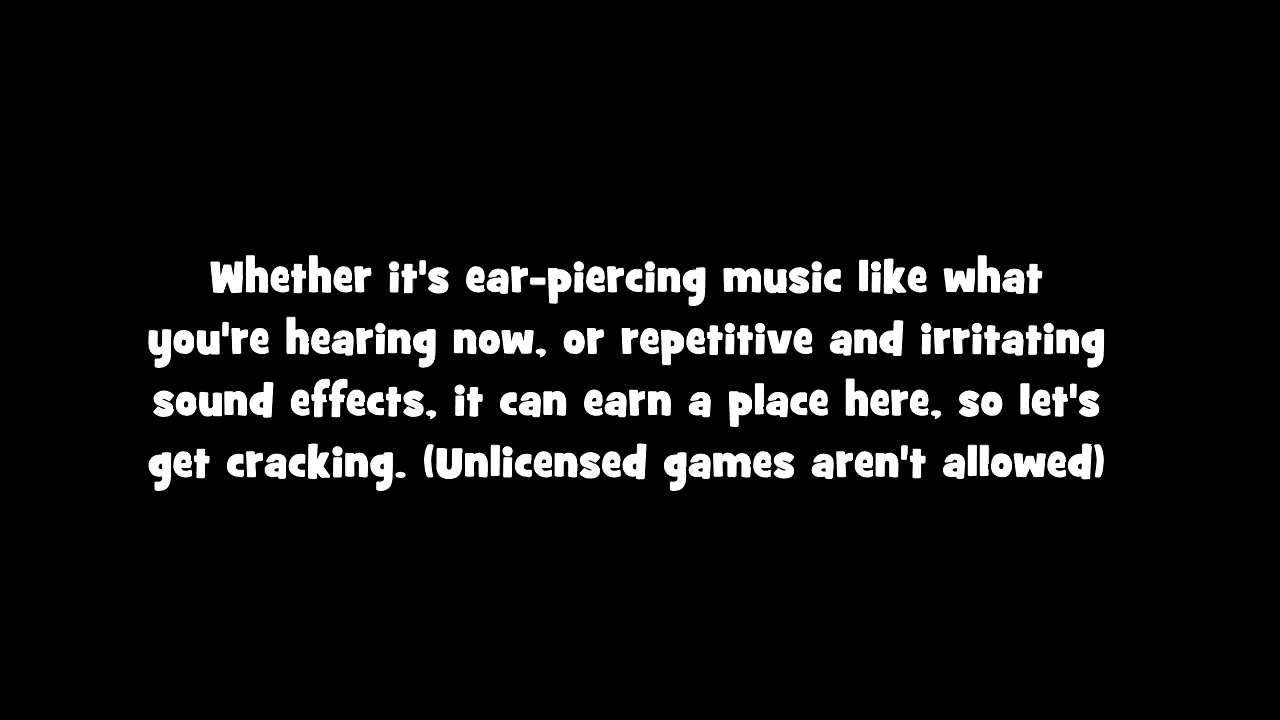 Whether it's ear-piercing music like what
you're hearing now, or repetitive and irritating
sound effects, it can earn a place here, so let's
get cracking. (Unlicensed games aren't allowed)